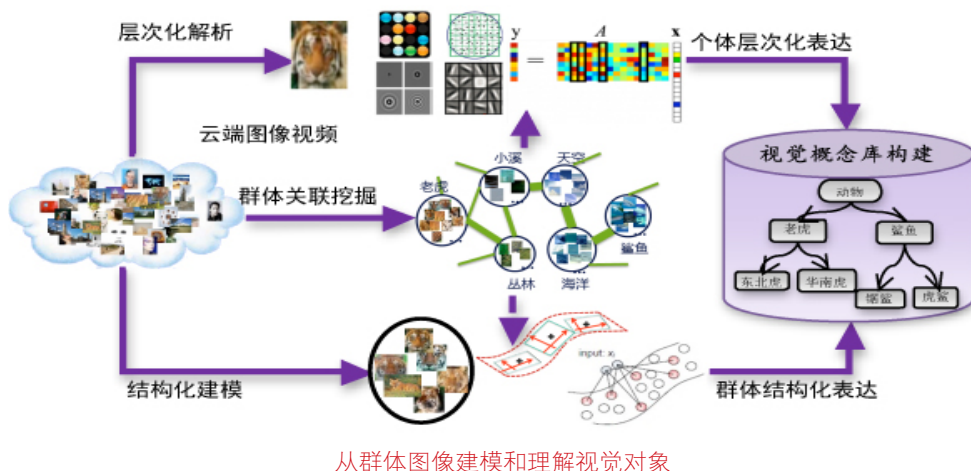 层次化解析
y
=
A
x
个体层次化表达
云端图像视频
小溪
天空
视觉概念库构建
老虎
群体关联挖掘
动物
老虎
鲨鱼
鲨鱼
丛林
海洋
东北虎
华南虎
锯鲨
虎鲨
input: xᵢ
结构化建模
群体结构化表达
从群体图像建模和理解视觉对象